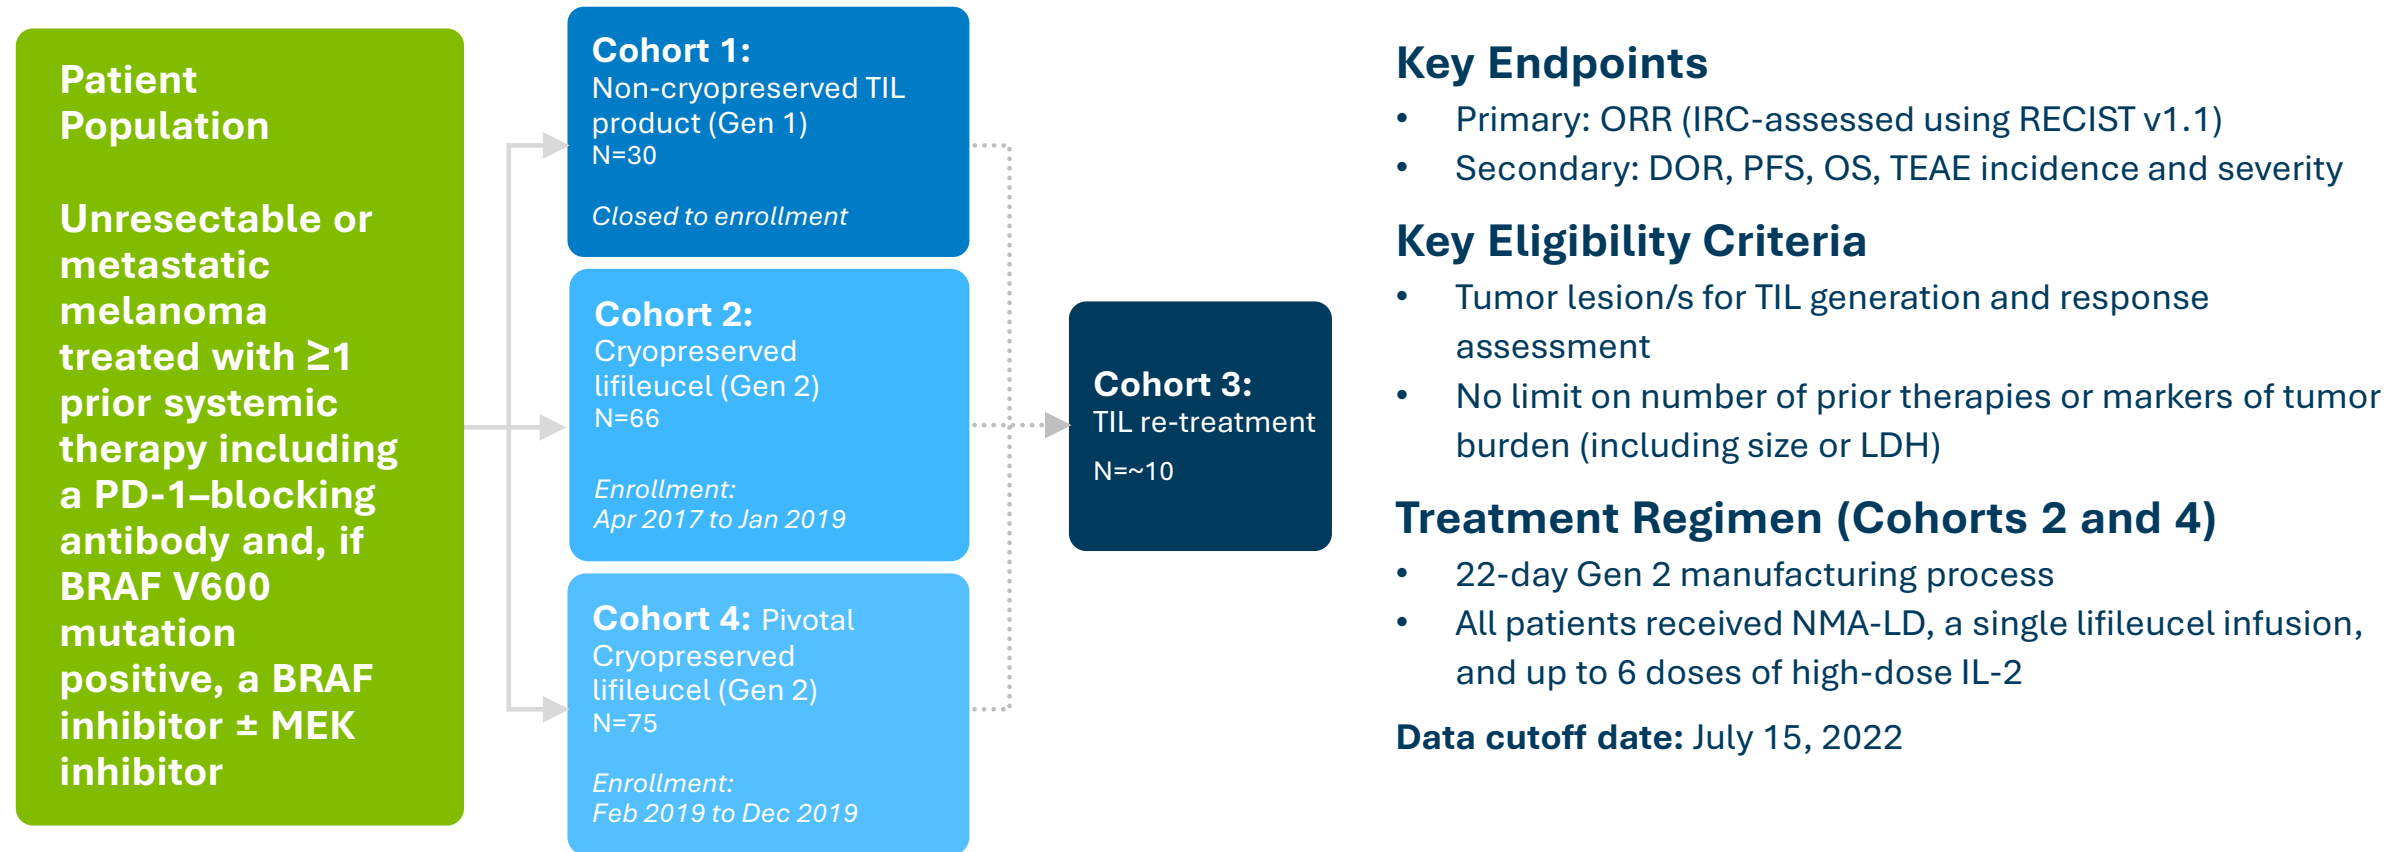 Patient
Population
Unresectable or
metastatic
melanoma
treated with ≥1
prior systemic
therapy including
a PD-1–blocking
antibody and, if
BRAF V600
mutation
positive, a BRAF
inhibitor ± MEK
inhibitor
Cohort 1:
Non-cryopreserved TIL
product (Gen 1)
N=30
Closed to enrollment
Cohort 2:
Cryopreserved
lifileucel (Gen 2)
N=66
Enrollment:
Apr 2017 to Jan 2019
Cohort 4: Pivotal
Cryopreserved
lifileucel (Gen 2)
N=75
Enrollment:
Feb 2019 to Dec 2019
Cohort 3:
TIL re-treatment
N=~10
Key Endpoints
• Primary: ORR (IRC-assessed using RECIST v1.1)
• Secondary: DOR, PFS, OS, TEAE incidence and severity
Key Eligibility Criteria
• Tumor lesion/s for TIL generation and response
assessment
• No limit on number of prior therapies or markers of tumor
burden (including size or LDH)
Treatment Regimen (Cohorts 2 and 4)
• 22-day Gen 2 manufacturing process
• All patients received NMA-LD, a single lifileucel infusion,
and up to 6 doses of high-dose IL-2
Data cutoff date: July 15, 2022